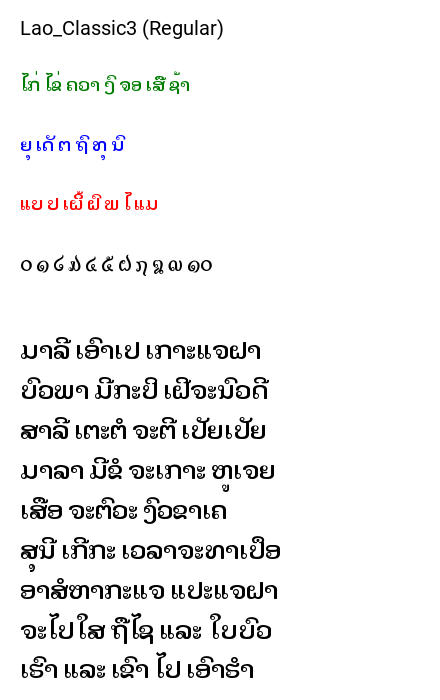 Lao_Classic3 (Regular)
ໄກ່ ໄຂ່ ຄວາ ງົ ຈອ ເສື ຊ້າ
ຍຸ ເດັ ຕ ຖົ ທຸ ນົ
ແບ ປ ເຜິ້ ຝົ ພ ໄ ແມ
໐ ໑ ໒ ໓ ໔ ໕ ໖ ໗ ໘ ໙ ໑໐
ມາລີ ເອົາເປ ເກາະແຈຝາ
ບົວພາ ມີກະປິ ເຝີຈະນົວດີ
ສາລີ ເຕະຕໍ ຈະຕີ ເປັຍເປັຍ
ມາລາ ມີຂໍ ຈະເກາະ ຫູເຈຍ
ເສືອ ຈະຕົວະ ງົວຂາເຄ
ສຸນີ ເກີກະ ເວລາຈະທາເປຶອ
ອາສໍຫາກະແຈ ແປະແຈຝາ
ຈະໄປໃສ ຖືໄຊ ແລະ ໃບບົວ
ເຮົາ ແລະ ເຂົາ ໄປ ເອົາຮໍາ